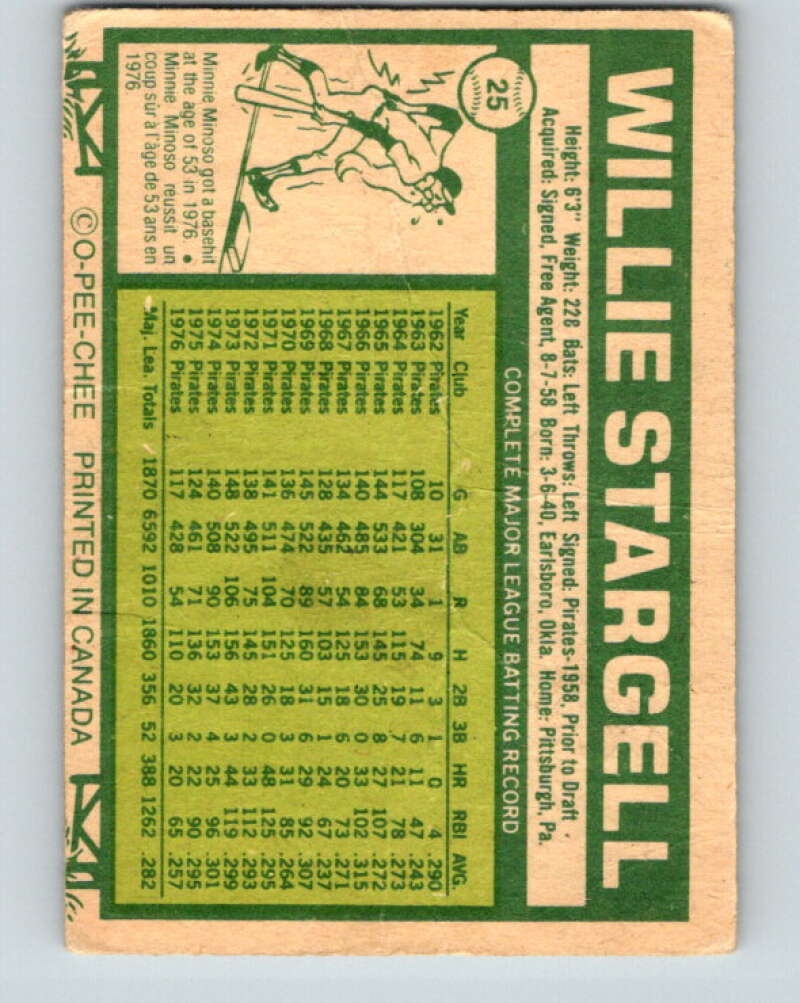 WILLIE STARGELL
25
Height: 6'3" Weight: 228 Bats: Left Throws: Left Signed: Pirates-1958, Prior to Draft
Acquired: Signed, Free Agent, 8-7-58 Born: 3-6-40, Earlsboro, Okla. Home: Pittsburgh, Pa.
COMPLETE MAJOR LEAGUE BATTING RECORD
Year Club G AB R H 2B 3B HR RBI AVG.
1962 Pirates 10 31 1 9 3 1 0 4 .290
1963 Pirates 108 304 34 74 11 6 11 47 .243
1964 Pirates 117 421 53 115 19 7 21 78 .273
1965 Pirates 144 533 68 145 25 8 27 107 .272
1966 Pirates 140 485 84 153 30 0 33 102 .315
1967 Pirates 134 462 54 125 18 6 20 73 .271
1968 Pirates 128 435 57 103 15 1 24 67 .237
1969 Pirates 145 522 89 160 31 6 29 92 .307
1970 Pirates 136 474 70 125 18 3 31 85 .264
1971 Pirates 141 511 104 151 26 0 48 125 .295
1972 Pirates 138 495 75 145 28 2 33 112 .293
1973 Pirates 148 522 106 156 43 3 44 119 .299
1974 Pirates 140 508 90 153 37 4 25 96 .301
1975 Pirates 124 461 71 136 32 2 22 90 .295
1976 Pirates 117 428 54 110 20 3 20 65 .257
Maj. Lea. Totals 1870 6592 1010 1860 356 52 388 1262 .282
Minnie Minoso got a basehit
at the age of 53 in 1976. •
Minnie Minoso reussit un
coup sûr à l'âge de 53 ans en
1976
©O-PEE-CHEE PRINTED IN CANADA